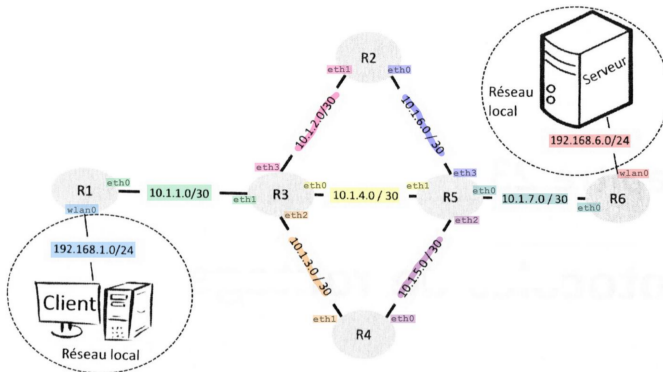 R2
eth1
eth0
10.1.2.0/30
10.1.6.0 / 30
Serveur
Réseau
local
192.168.6.0/24
eth3
eth3
wlan0
R1
eth0
10.1.1.0/30
eth1
R3
eth0
10.1.4.0 / 30
eth1
R5
eth0
10.1.7.0 / 30
eth0
R6
wlan0
eth2
eth2
192.168.1.0/24
10.1.3.0 / 30
10.1.5.0 / 30
Client
eth1
eth0
R4
Réseau local